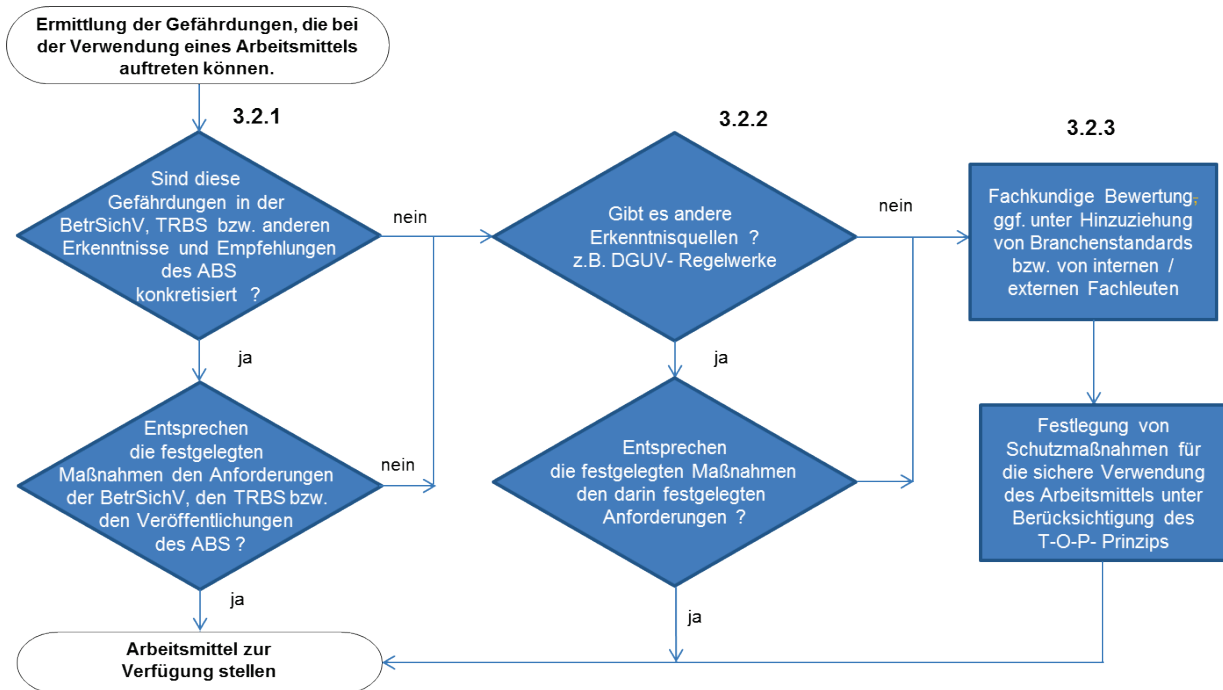 Ermittlung der Gefährdungen, die bei
der Verwendung eines Arbeitsmittels
auftreten können.
3.2.1
Sind diese
Gefährdungen in der
BetrSichV, TRBS bzw. anderen
Erkenntnisse und Empfehlungen
des ABS
konkretisiert ?
nein
ja
Entsprechen
die festgelegten
Maßnahmen den Anforderungen
der BetrSichV, den TRBS bzw.
den Veröffentlichungen
des ABS ?
nein
ja
Arbeitsmittel zur
Verfügung stellen
3.2.2
Gibt es andere
Erkenntnisquellen ?
z.B. DGUV- Regelwerke
nein
ja
Entsprechen
die festgelegten Maßnahmen
den darin festgelegten
Anforderungen ?
ja
3.2.3
Fachkundige Bewertung,
ggf. unter Hinzuziehung
von Branchenstandards
bzw. von internen /
externen Fachleuten
Festlegung von
Schutzmaßnahmen für
die sichere Verwendung
des Arbeitsmittels unter
Berücksichtigung des
T-O-P- Prinzips